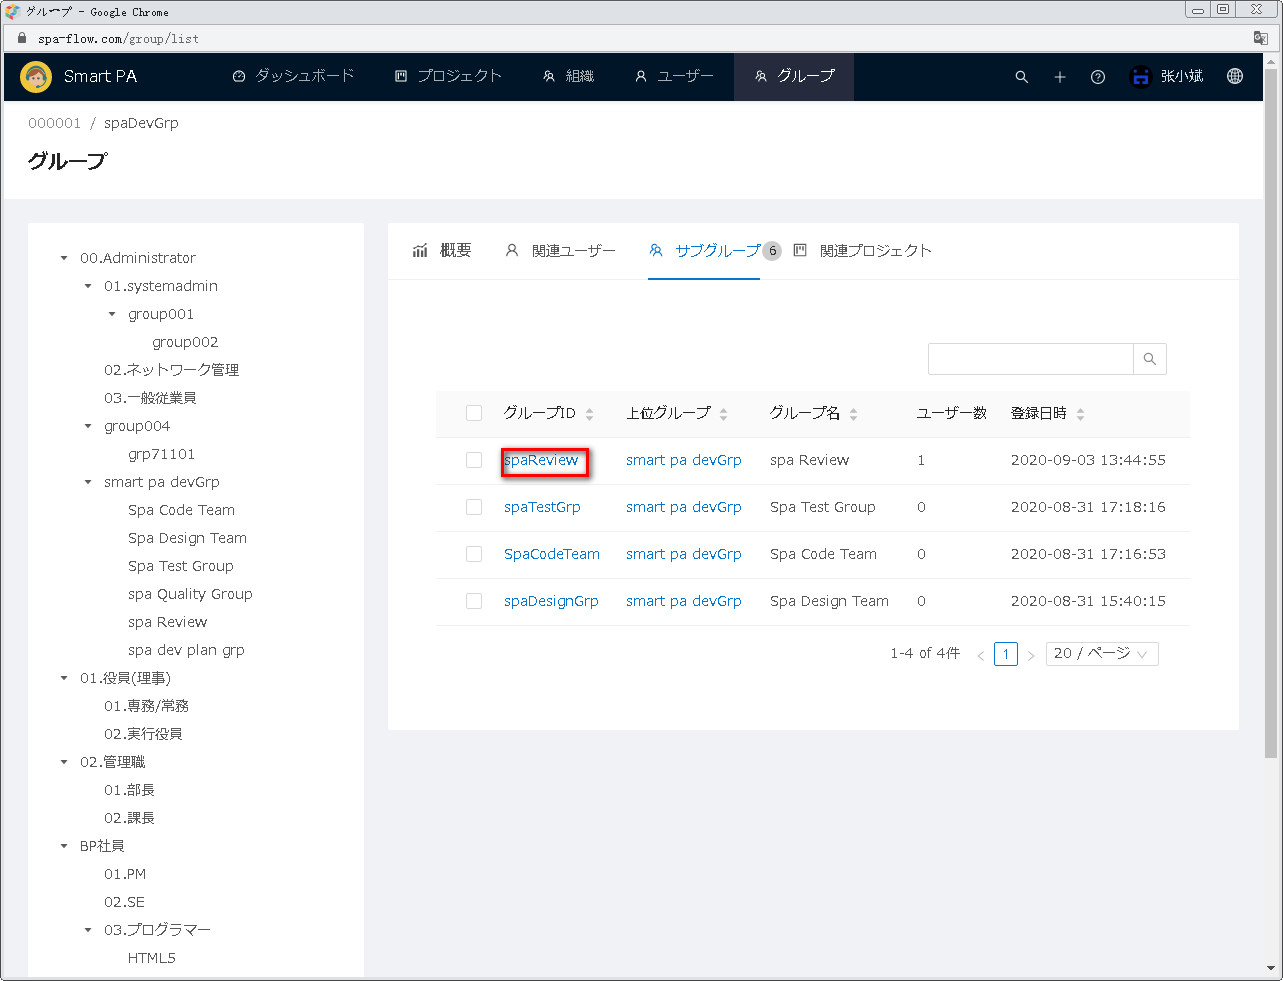 グループ - Google Chrome
spa-flow.com/group/list
Smart PA ダッシュボード プロジェクト 組織 ユーザー グループ 张小斌
000001 / spaDevGrp
グループ
00.Administrator
01.systemadmin
group001
group002
02.ネットワーク管理
03.一般従業員
group004
grp71101
smart pa devGrp
Spa Code Team
Spa Design Team
Spa Test Group
spa Quality Group
spa Review
spa dev plan grp
01.役員(理事)
01.専務/常務
02.実行役員
02.管理職
01.部長
02.課長
BP社員
01.PM
02.SE
03.プログラマー
HTML5
概要 関連ユーザー サブグループ 6 関連プロジェクト
グループID 上位グループ グループ名 ユーザー数 登録日時
spaReview smart pa devGrp spa Review 1 2020-09-03 13:44:55
spaTestGrp smart pa devGrp Spa Test Group 0 2020-08-31 17:18:16
SpaCodeTeam smart pa devGrp Spa Code Team 0 2020-08-31 17:16:53
spaDesignGrp smart pa devGrp Spa Design Team 0 2020-08-31 15:40:15
1-4 of 4件 < 1 > 20 / ページ